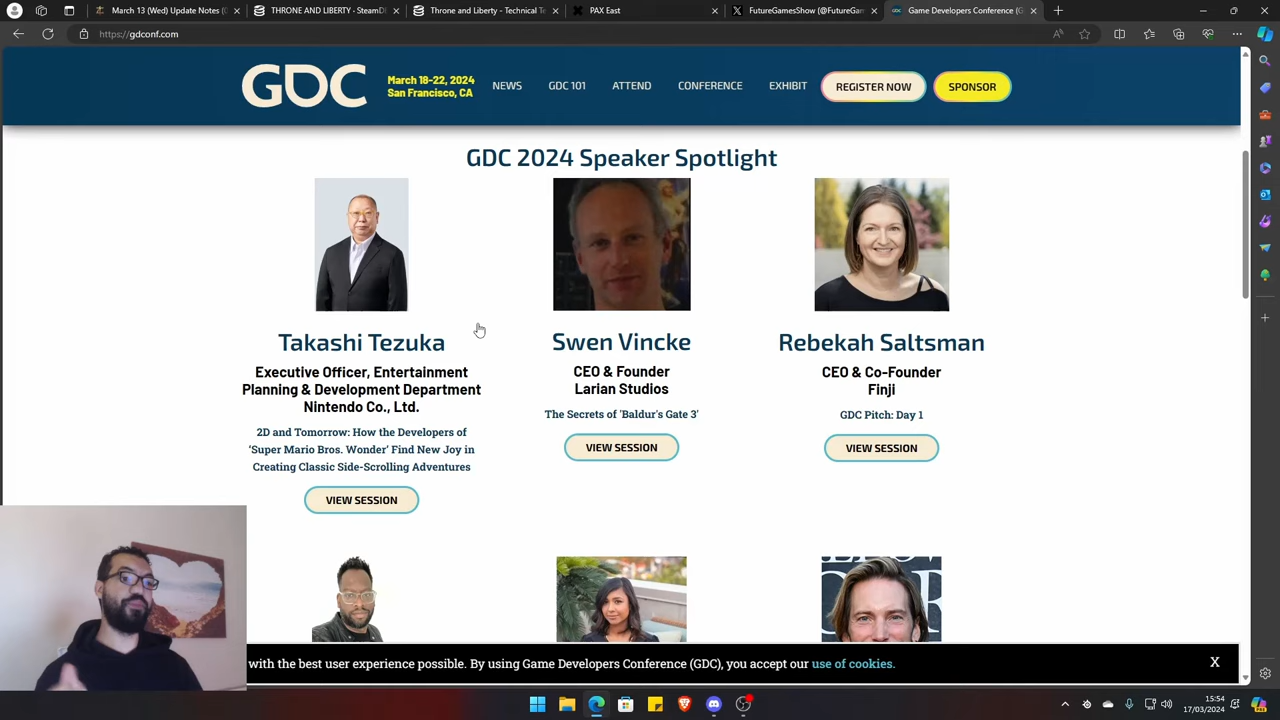 March 13 (Wed) Update Notes (
THRONE AND LIBERTY - SteamD
Throne and Liberty - Technical Te
PAX East
FutureGamesShow (@FutureGam
Game Developers Conference (G
https://gdconf.com
GDC
March 18-22, 2024
San Francisco, CA
NEWS
GDC 101
ATTEND
CONFERENCE
EXHIBIT
REGISTER NOW
SPONSOR
GDC 2024 Speaker Spotlight
Takashi Tezuka
Executive Officer, Entertainment
Planning & Development Department
Nintendo Co., Ltd.
2D and Tomorrow: How the Developers of
‘Super Mario Bros. Wonder’ Find New Joy in
Creating Classic Side-Scrolling Adventures
VIEW SESSION
Swen Vincke
CEO & Founder
Larian Studios
The Secrets of 'Baldur's Gate 3'
VIEW SESSION
Rebekah Saltsman
CEO & Co-Founder
Finji
GDC Pitch: Day 1
VIEW SESSION
with the best user experience possible. By using Game Developers Conference (GDC), you accept our use of cookies.
X
15:54
17/03/2024